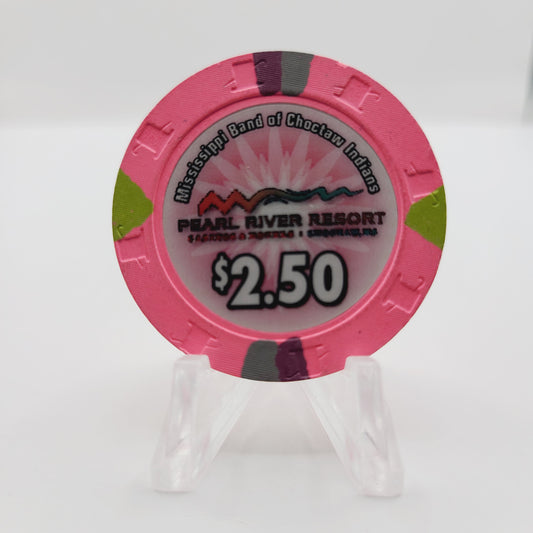 Mississippi Band of Choctaw Indians
PEARL RIVER RESORT
$2.50